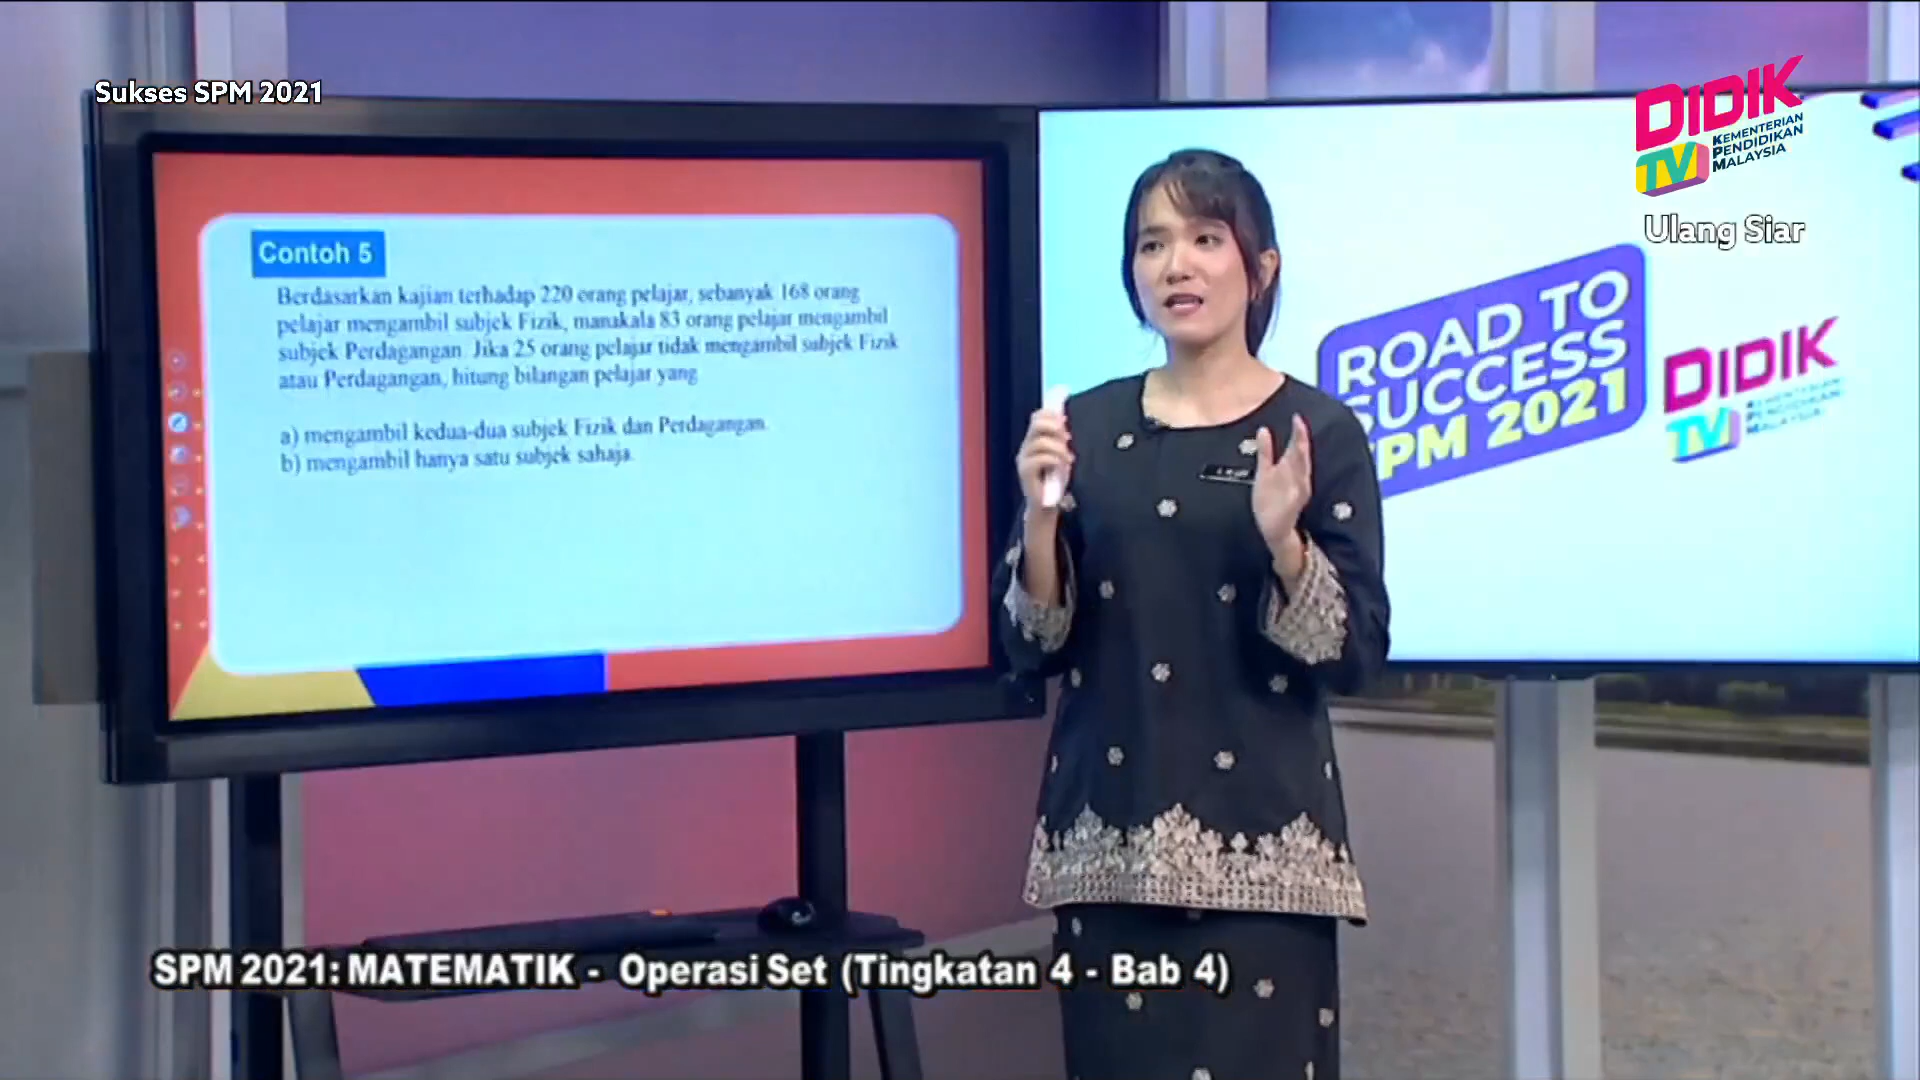 Sukses SPM 2021
DIDIK
TV
KEMENTERIAN
PENDIDIKAN
MALAYSIA
Ulang Siar
Contoh 5
Berdasarkan kajian terhadap 220 orang pelajar, sebanyak 168 orang
pelajar mengambil subjek Fizik, manakala 83 orang pelajar mengambil
subjek Perdagangan. Jika 25 orang pelajar tidak mengambil subjek Fizik
atau Perdagangan, hitung bilangan pelajar yang
a) mengambil kedua-dua subjek Fizik dan Perdagangan.
b) mengambil hanya satu subjek sahaja.
ROAD TO
SUCCESS
SPM 2021
DIDIK
TV
SPM 2021: MATEMATIK - Operasi Set (Tingkatan 4 - Bab 4)